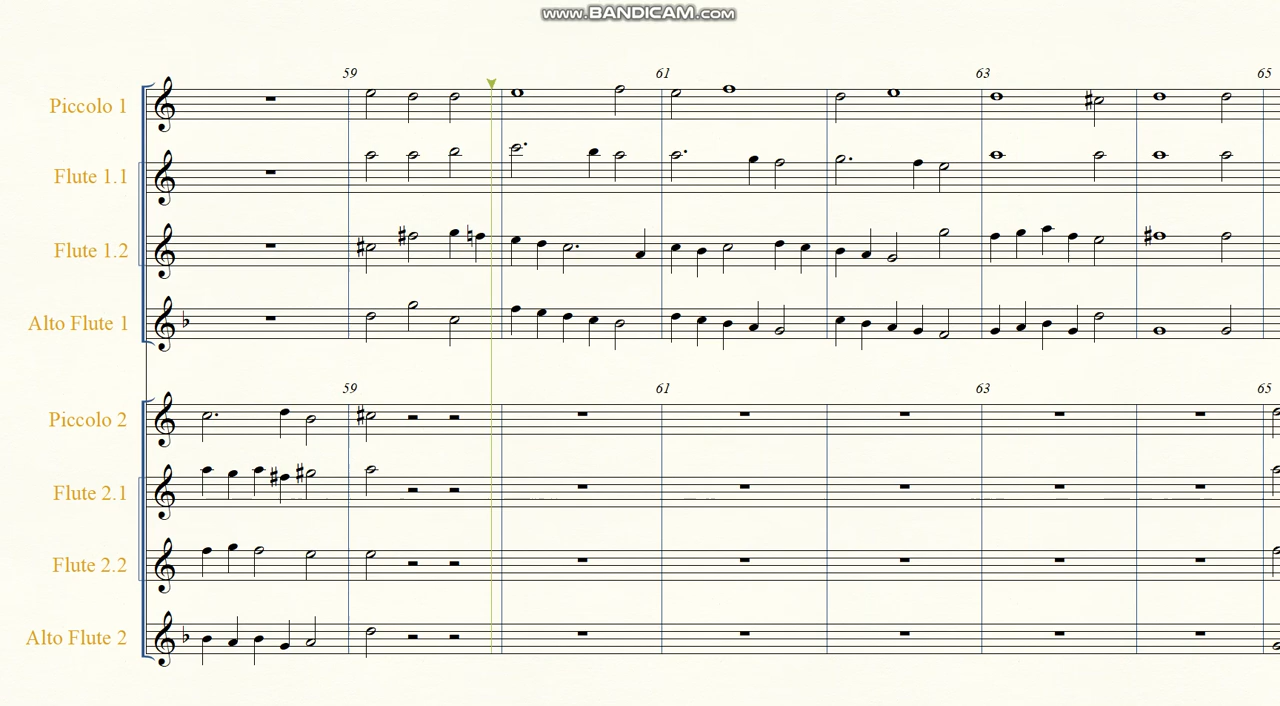 www.BANDICAM.com
59 61 63 65
Piccolo 1
Flute 1.1
Flute 1.2
Alto Flute 1
59 61 63 65
Piccolo 2
Flute 2.1
Flute 2.2
Alto Flute 2